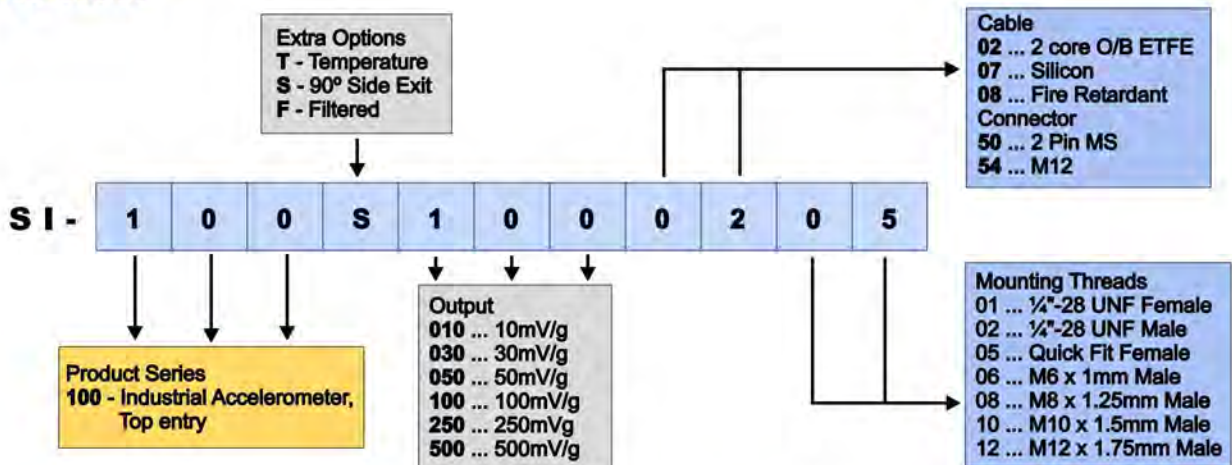 Extra Options
T - Temperature
S - 90º Side Exit
F - Filtered
Cable
02 ... 2 core O/B ETFE
07 ... Silicon
08 ... Fire Retardant
Connector
50 ... 2 Pin MS
54 ... M12
SI- 1 0 0 S 1 0 0 0 2 0 5
Product Series
100 - Industrial Accelerometer,
Top entry
Output
010 ... 10mV/g
030 ... 30mV/g
050 ... 50mV/g
100 ... 100mV/g
250 ... 250mVg
500 ... 500mV/g
Mounting Threads
01 ... ¼"-28 UNF Female
02 ... ¼"-28 UNF Male
05 ... Quick Fit Female
06 ... M6 x 1mm Male
08 ... M8 x 1.25mm Male
10 ... M10 x 1.5mm Male
12 ... M12 x 1.75mm Male